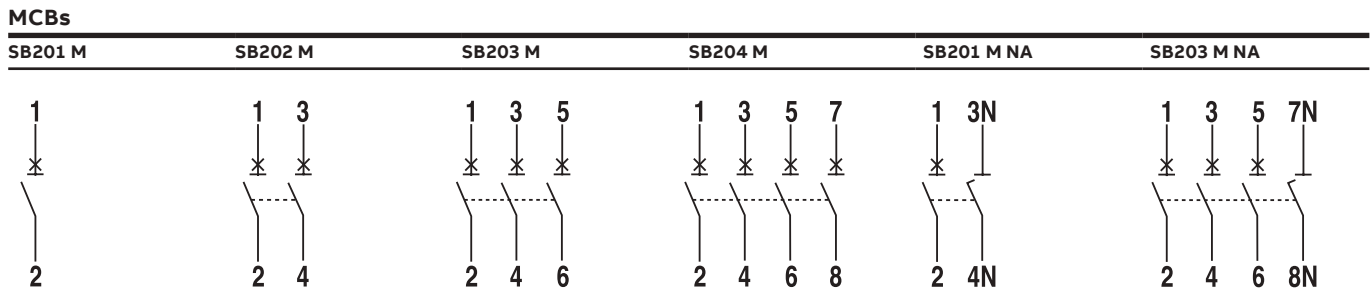 MCBs
SB201 M SB202 M SB203 M SB204 M SB201 M NA SB203 M NA
1 1 3 1 3 5 1 3 5 7 1 3N 1 3 5 7N
2 2 4 2 4 6 2 4 6 8 2 4N 2 4 6 8N